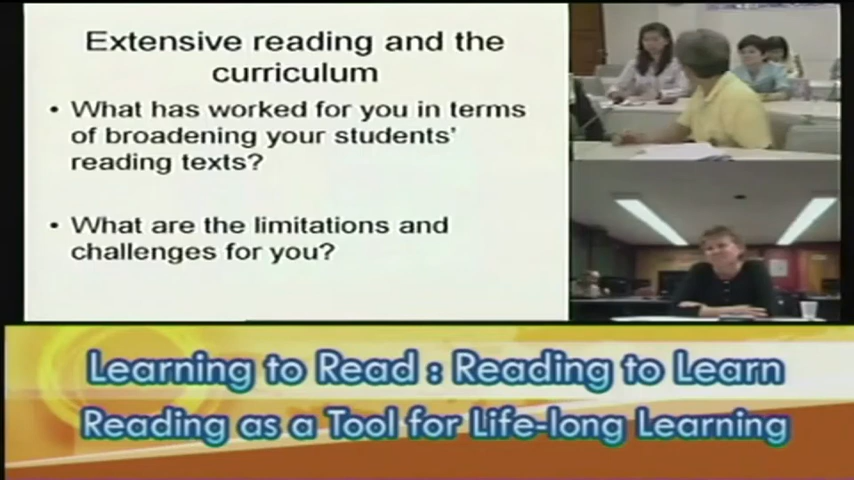 Extensive reading and the
curriculum
• What has worked for you in terms
of broadening your students'
reading texts?
• What are the limitations and
challenges for you?
Learning to Read : Reading to Learn
Reading as a Tool for Life-long Learning